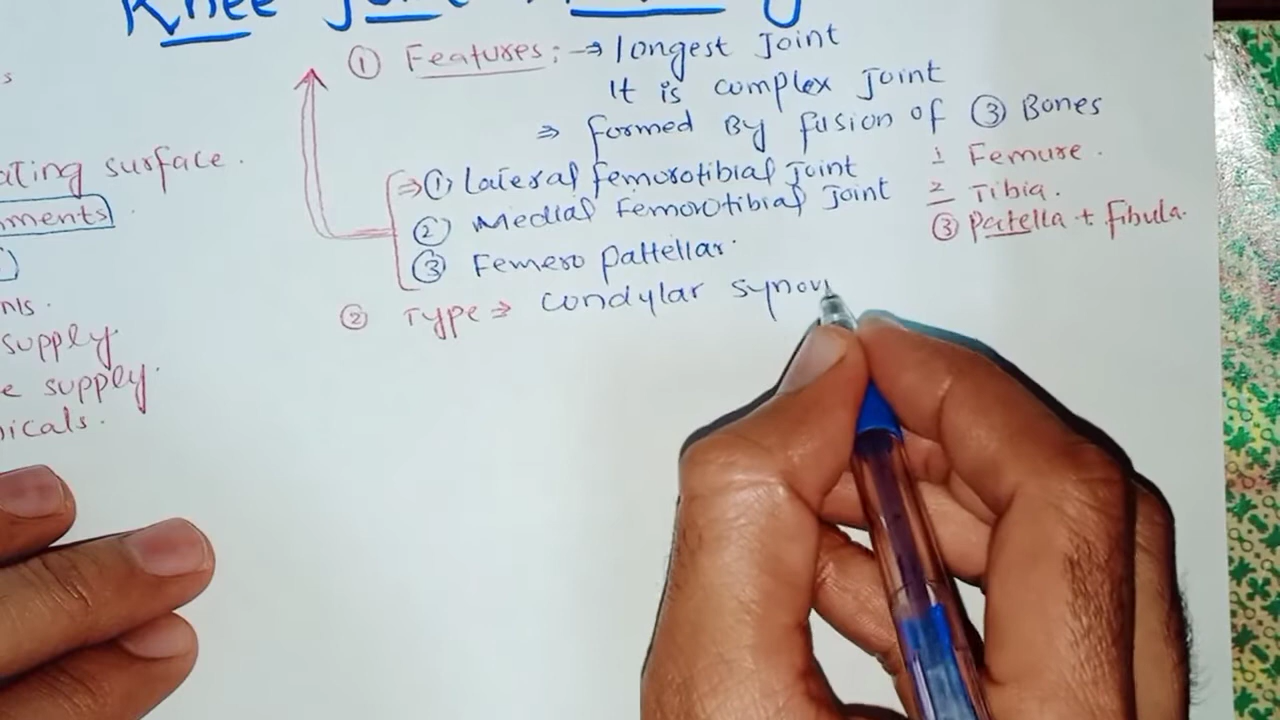 Knee Joint
① Features : → longest Joint
It is complex Joint
⇒ formed By fusion of ③ Bones
1 Femure .
2 Tibia .
③ Patella + fibula .
⇒ ① Lateral femorotibial Joint
② Medial Femorotibial Joint
③ Femero Pattellar .
② Type ⇒ condylar synov
s
ating surface .
ments .
nls .
supply
e supply .
icals .